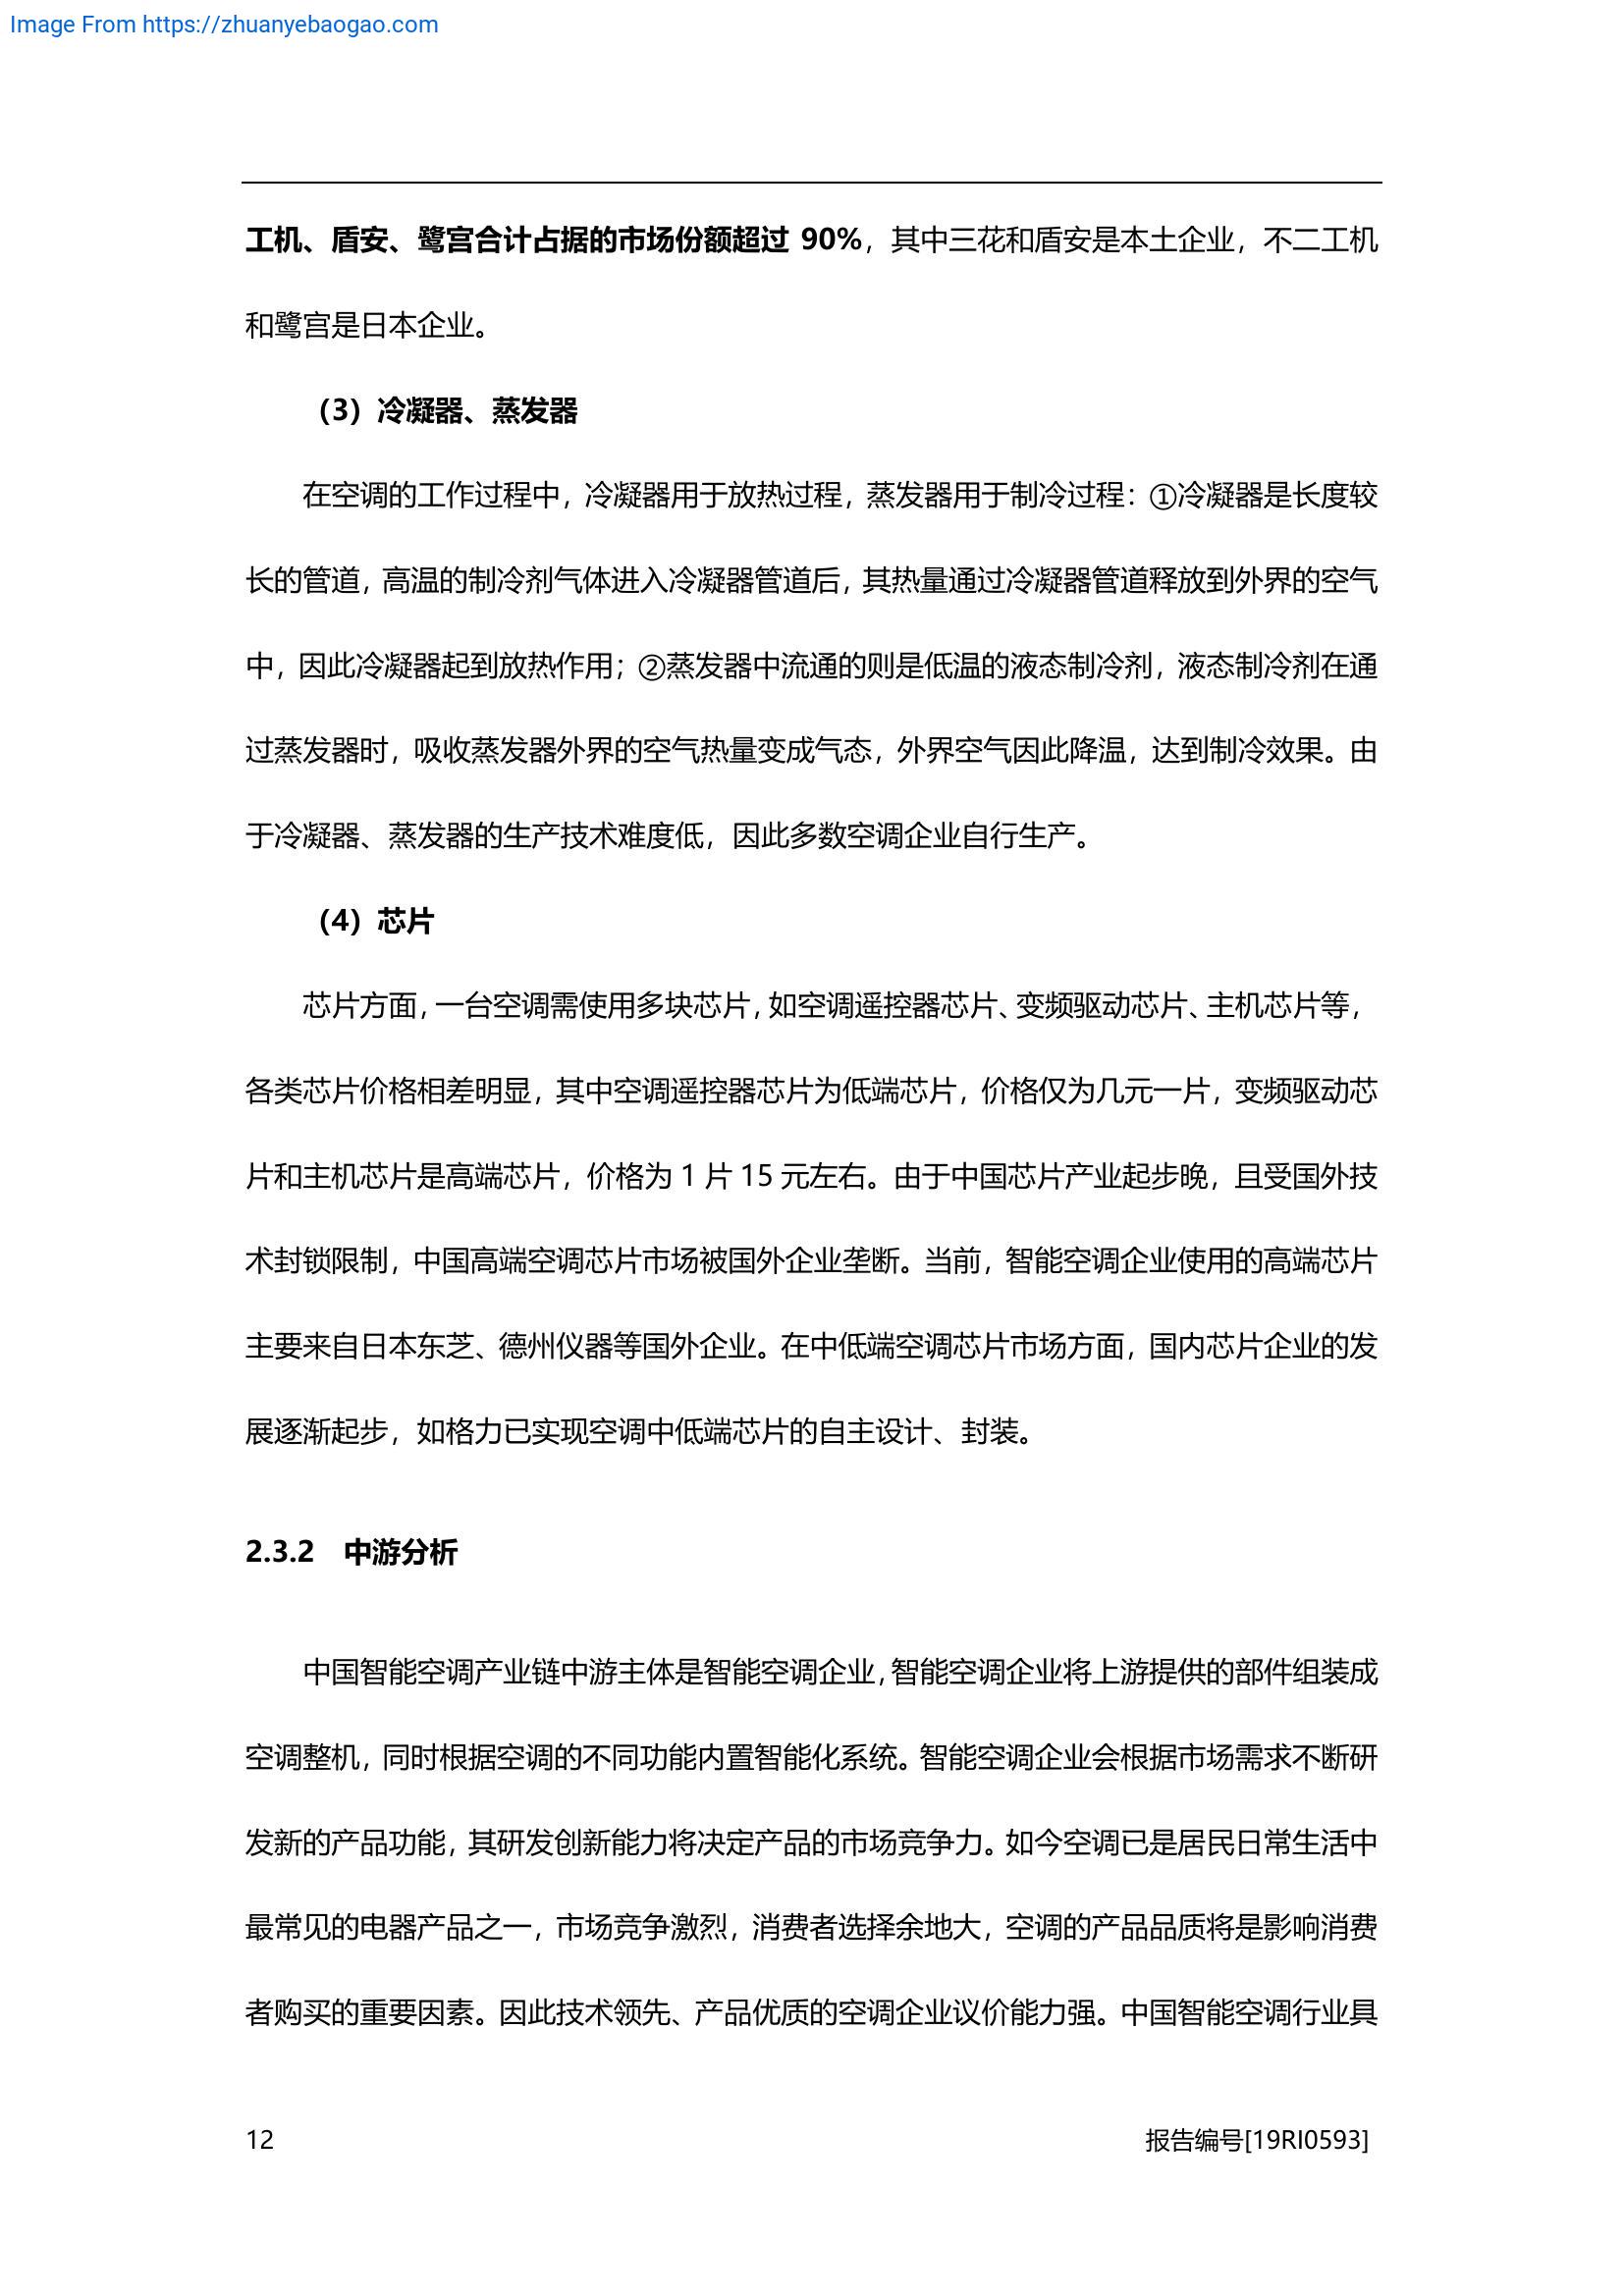 Image From https://zhuanyebaogao.com
工机、盾安、鹭宫合计占据的市场份额超过 90%，其中三花和盾安是本土企业，不二工机
和鹭宫是日本企业。
（3）冷凝器、蒸发器
在空调的工作过程中，冷凝器用于放热过程，蒸发器用于制冷过程：①冷凝器是长度较
长的管道，高温的制冷剂气体进入冷凝器管道后，其热量通过冷凝器管道释放到外界的空气
中，因此冷凝器起到放热作用；②蒸发器中流通的则是低温的液态制冷剂，液态制冷剂在通
过蒸发器时，吸收蒸发器外界的空气热量变成气态，外界空气因此降温，达到制冷效果。由
于冷凝器、蒸发器的生产技术难度低，因此多数空调企业自行生产。
（4）芯片
芯片方面，一台空调需使用多块芯片，如空调遥控器芯片、变频驱动芯片、主机芯片等，
各类芯片价格相差明显，其中空调遥控器芯片为低端芯片，价格仅为几元一片，变频驱动芯
片和主机芯片是高端芯片，价格为 1 片 15 元左右。由于中国芯片产业起步晚，且受国外技
术封锁限制，中国高端空调芯片市场被国外企业垄断。当前，智能空调企业使用的高端芯片
主要来自日本东芝、德州仪器等国外企业。在中低端空调芯片市场方面，国内芯片企业的发
展逐渐起步，如格力已实现空调中低端芯片的自主设计、封装。
2.3.2 中游分析
中国智能空调产业链中游主体是智能空调企业，智能空调企业将上游提供的部件组装成
空调整机，同时根据空调的不同功能内置智能化系统。智能空调企业会根据市场需求不断研
发新的产品功能，其研发创新能力将决定产品的市场竞争力。如今空调已是居民日常生活中
最常见的电器产品之一，市场竞争激烈，消费者选择余地大，空调的产品品质将是影响消费
者购买的重要因素。因此技术领先、产品优质的空调企业议价能力强。中国智能空调行业具
12 报告编号[19RI0593]